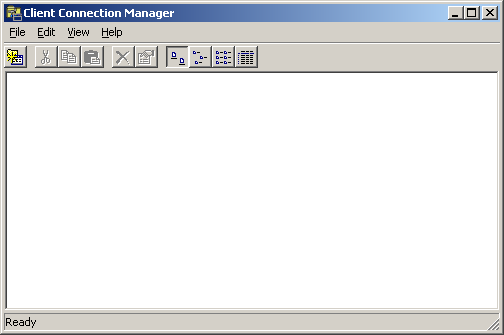 Client Connection Manager
File Edit View Help
Ready